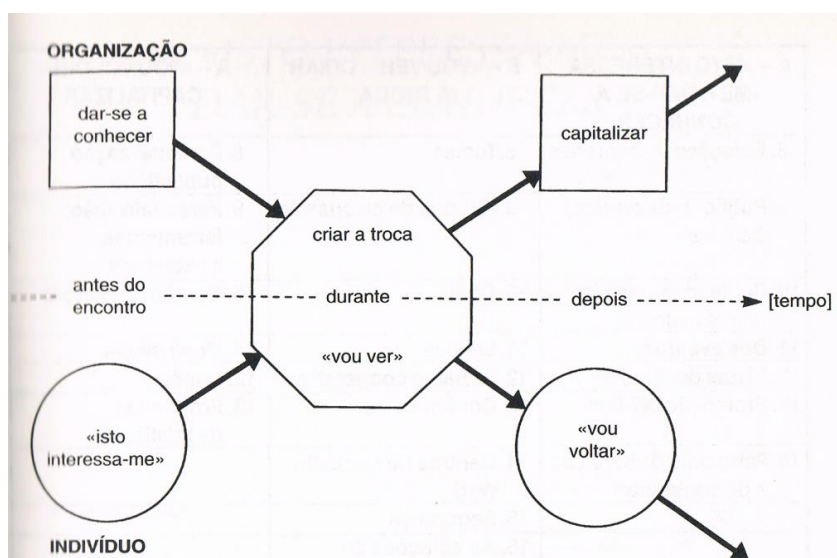 ORGANIZAÇÃO
dar-se a
conhecer
capitalizar
criar a troca
antes do
encontro
durante
depois
[tempo]
«vou ver»
«isto
interessa-me»
«vou
voltar»
INDIVÍDUO